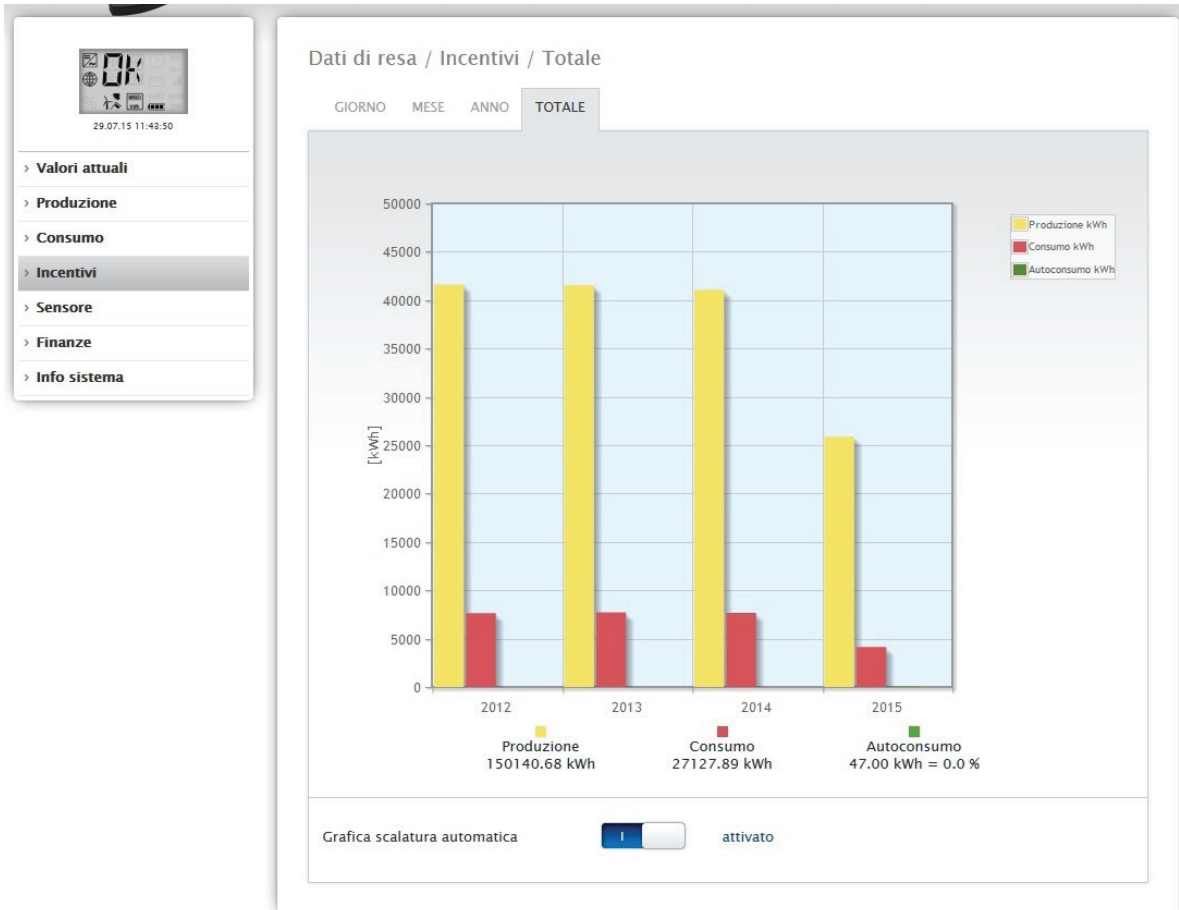 OK
29.07.15 11:43:50
› Valori attuali
› Produzione
› Consumo
› Incentivi
› Sensore
› Finanze
› Info sistema
Dati di resa / Incentivi / Totale
GIORNO MESE ANNO TOTALE
50000
45000
40000
35000
30000
25000
20000
15000
10000
5000
0
[kWh]
2012 2013 2014 2015
Produzione kWh
Consumo kWh
Autoconsumo kWh
Produzione Consumo Autoconsumo
150140.68 kWh 27127.89 kWh 47.00 kWh = 0.0 %
Grafica scalatura automatica I attivato